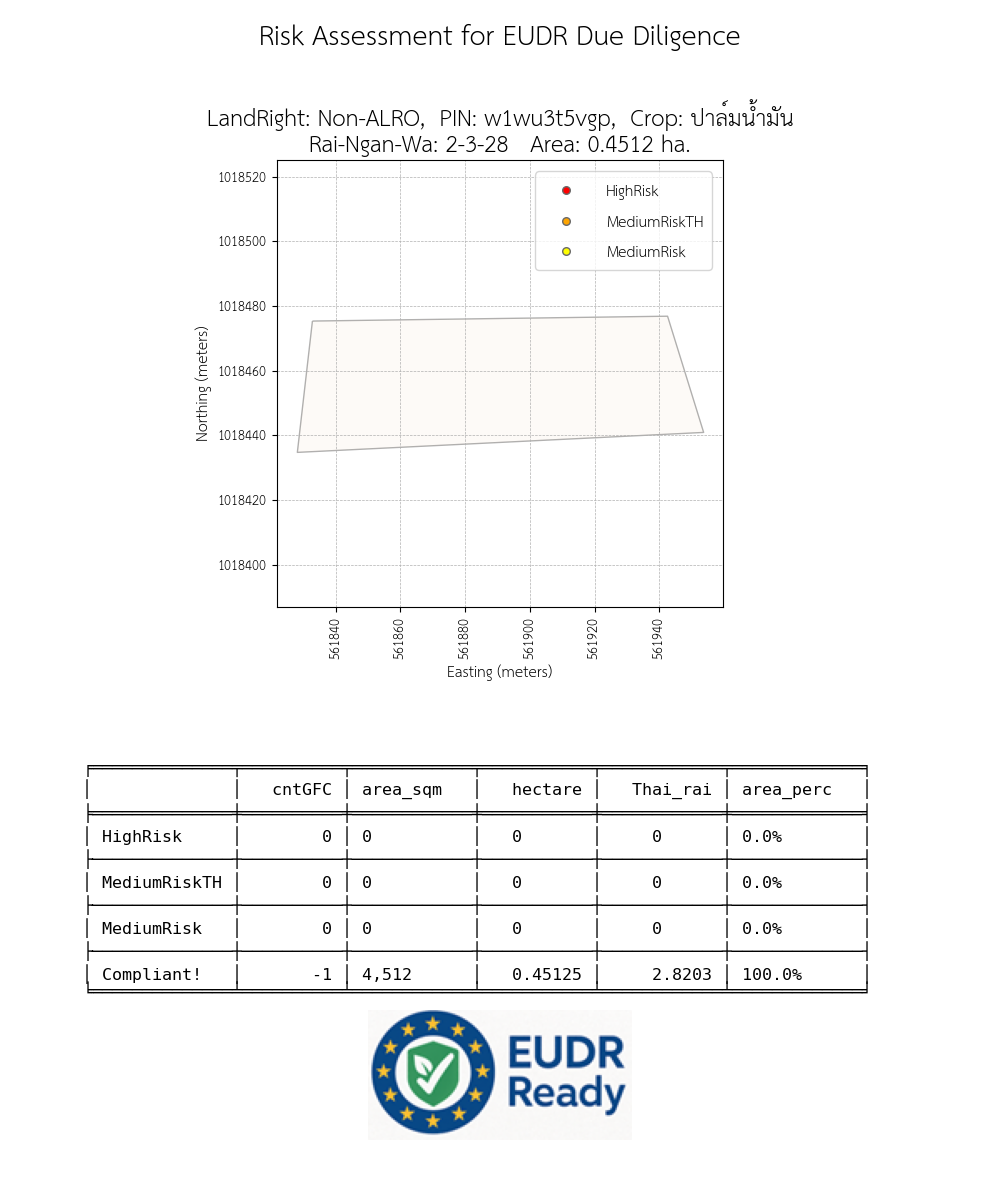 Risk Assessment for EUDR Due Diligence
LandRight: Non-ALRO, PIN: w1wu3t5vgp, Crop: ปาล์มน้ำมัน
Rai-Ngan-Wa: 2-3-28 Area: 0.4512 ha.
HighRisk
MediumRiskTH
MediumRisk
1018520
1018500
1018480
1018460
1018440
1018420
1018400
Northing (meters)
561840 561860 561880 561900 561920 561940
Easting (meters)
cntGFC area_sqm hectare Thai_rai area_perc
HighRisk 0 0 0 0 0.0%
MediumRiskTH 0 0 0 0 0.0%
MediumRisk 0 0 0 0 0.0%
Compliant! -1 4,512 0.45125 2.8203 100.0%
EUDR
Ready